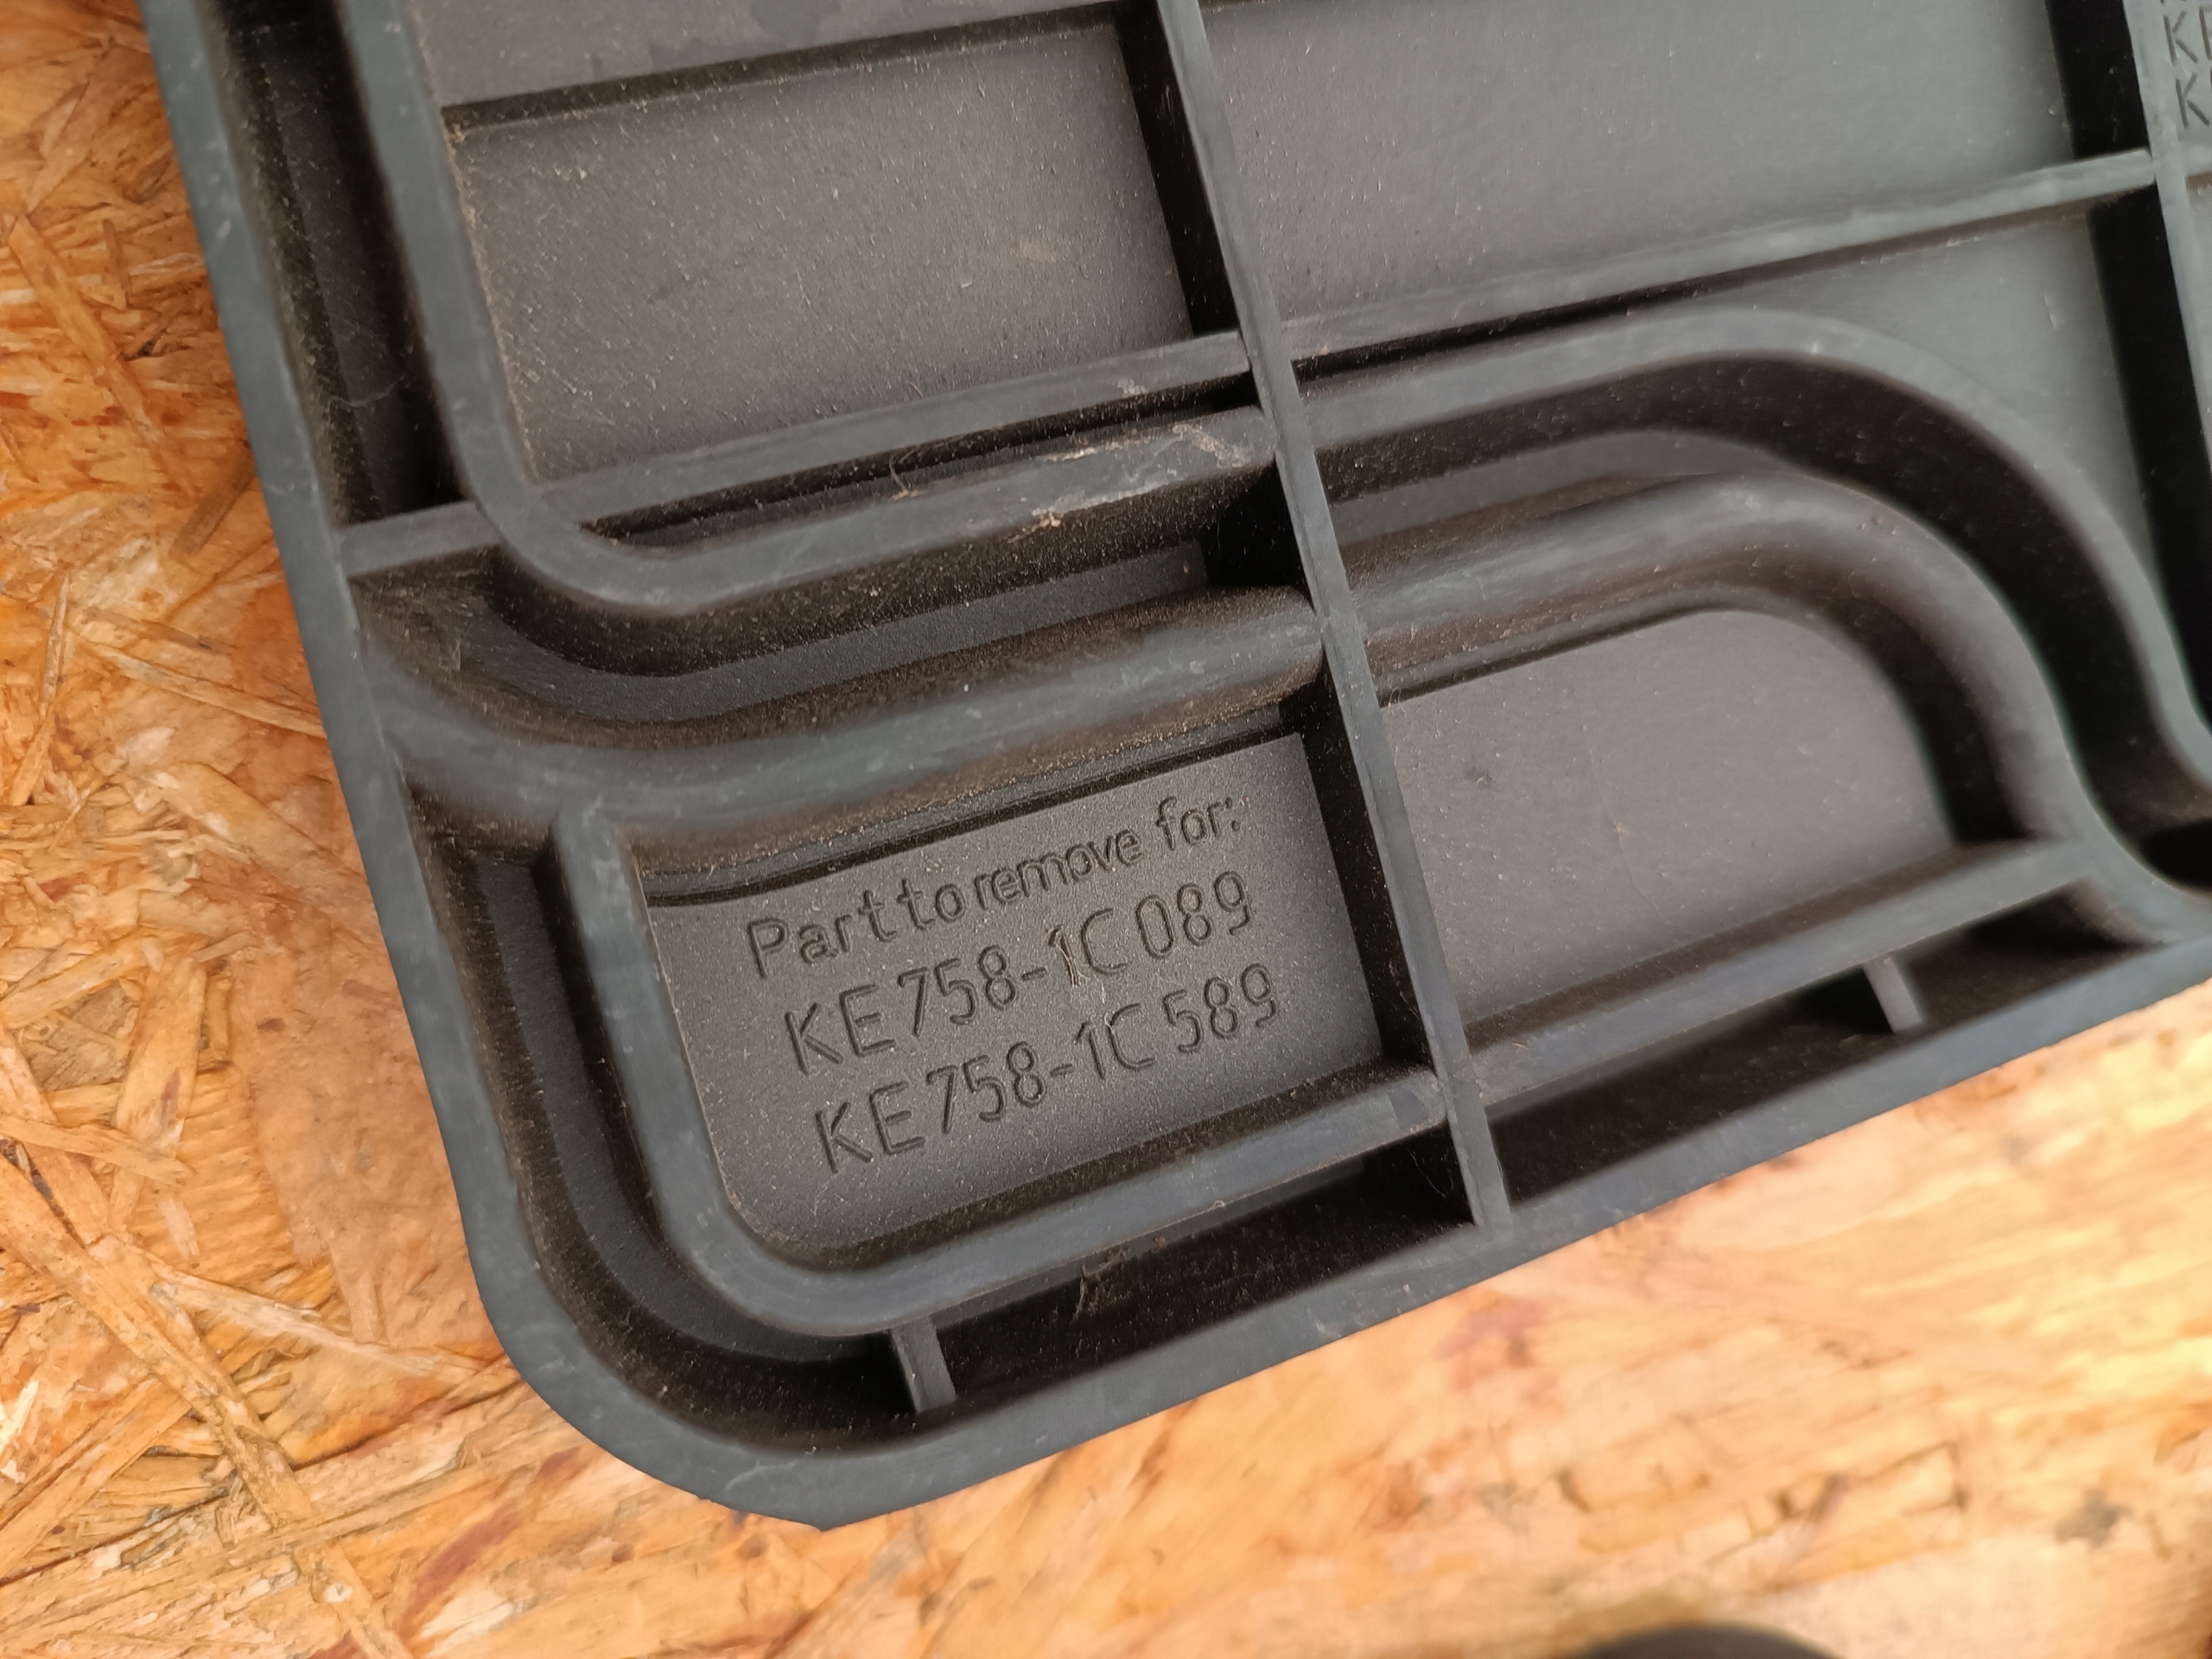 Part to remove for:
KE758-1C089
KE758-1C589